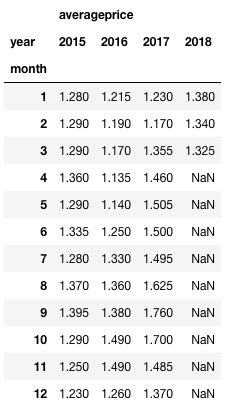 averageprice
year 2015 2016 2017 2018
month
1 1.280 1.215 1.230 1.380
2 1.290 1.190 1.170 1.340
3 1.290 1.170 1.355 1.325
4 1.360 1.135 1.460 NaN
5 1.290 1.140 1.505 NaN
6 1.335 1.250 1.500 NaN
7 1.280 1.330 1.495 NaN
8 1.370 1.360 1.625 NaN
9 1.395 1.380 1.760 NaN
10 1.290 1.490 1.700 NaN
11 1.250 1.490 1.485 NaN
12 1.230 1.260 1.370 NaN